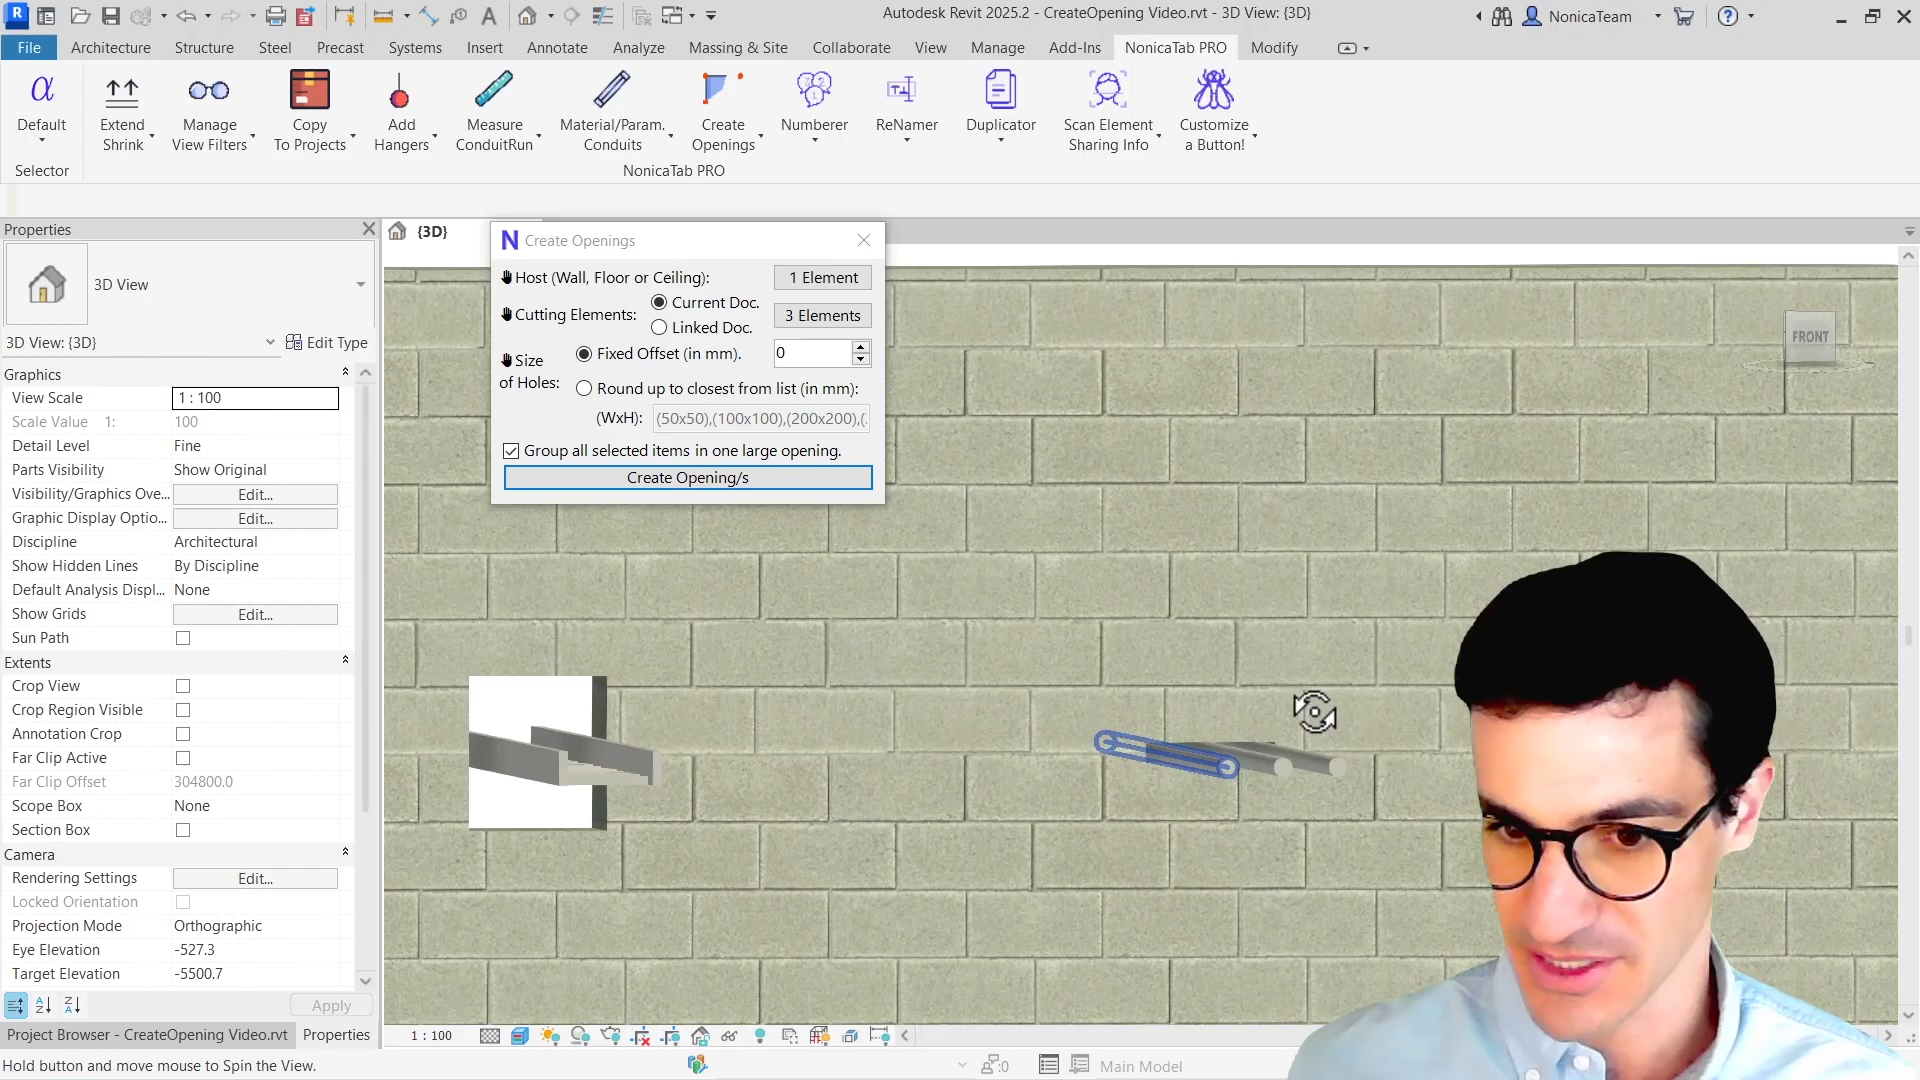 Autodesk Revit 2025.2 - CreateOpening Video.rvt - 3D View: {3D}
NonicaTeam
File Architecture Structure Steel Precast Systems Insert Annotate Analyze Massing & Site Collaborate View Manage Add-Ins NonicaTab PRO Modify
Default
Extend Shrink
Manage View Filters
Copy To Projects
Add Hangers
Measure ConduitRun
Material/Param. Conduits
Create Openings
Numberer
ReNamer
Duplicator
Scan Element Sharing Info
Customize a Button!
Selector
NonicaTab PRO
Properties
{3D}
3D View
3D View: {3D}
Edit Type
Graphics
View Scale 1 : 100
Scale Value 1: 100
Detail Level Fine
Parts Visibility Show Original
Visibility/Graphics Ove... Edit...
Graphic Display Optio... Edit...
Discipline Architectural
Show Hidden Lines By Discipline
Default Analysis Displ... None
Show Grids Edit...
Sun Path
Extents
Crop View
Crop Region Visible
Annotation Crop
Far Clip Active
Far Clip Offset 304800.0
Scope Box None
Section Box
Camera
Rendering Settings Edit...
Locked Orientation
Projection Mode Orthographic
Eye Elevation -527.3
Target Elevation -5500.7
Apply
Project Browser - CreateOpening Video.rvt Properties
Hold button and move mouse to Spin the View.
N Create Openings
Host (Wall, Floor or Ceiling): 1 Element
Cutting Elements: Current Doc.
Linked Doc.
3 Elements
Size of Holes:
Fixed Offset (in mm). 0
Round up to closest from list (in mm):
(WxH): (50x50),(100x100),(200x200),(
Group all selected items in one large opening.
Create Opening/s
FRONT
1 : 100
:0
Main Model